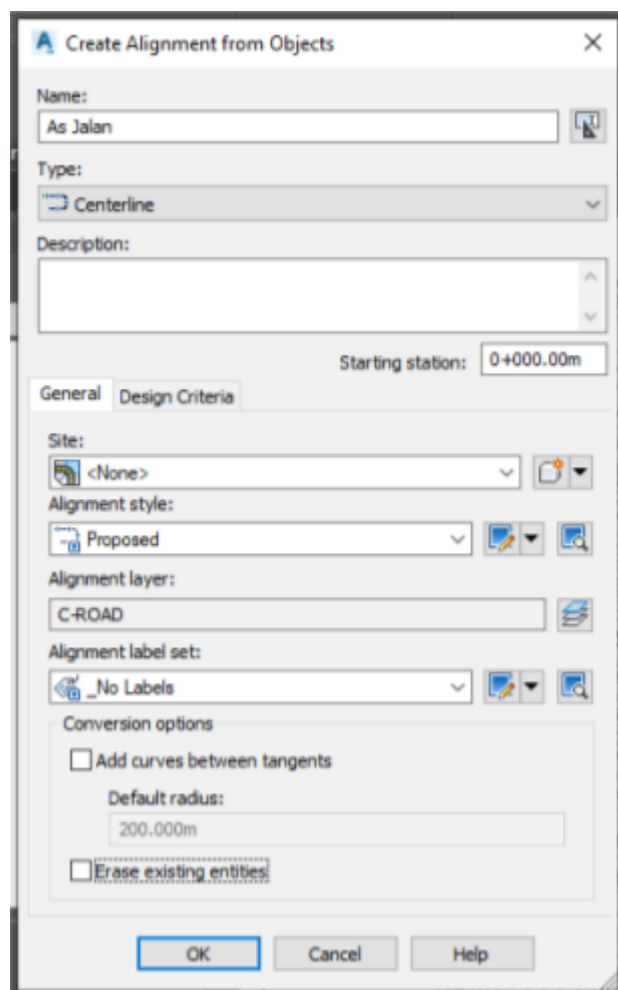 Create Alignment from Objects
Name:
As Jalan
Type:
Centerline
Description:
Starting station: 0+000.00m
General Design Criteria
Site:
<None>
Alignment style:
Proposed
Alignment layer:
C-ROAD
Alignment label set:
_No Labels
Conversion options
Add curves between tangents
Default radius:
200.000m
Erase existing entities
OK Cancel Help